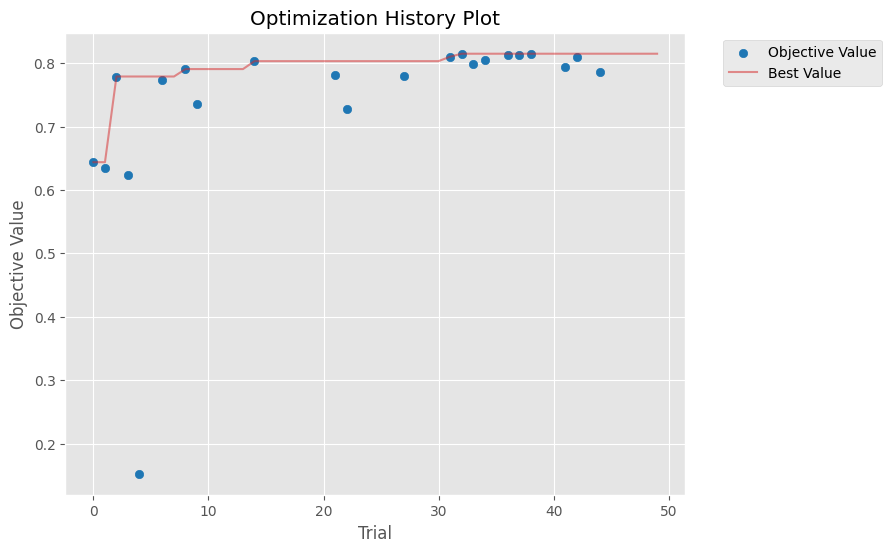 Optimization History Plot
Objective Value
Best Value
Objective Value
0.8
0.7
0.6
0.5
0.4
0.3
0.2
0 10 20 30 40 50
Trial